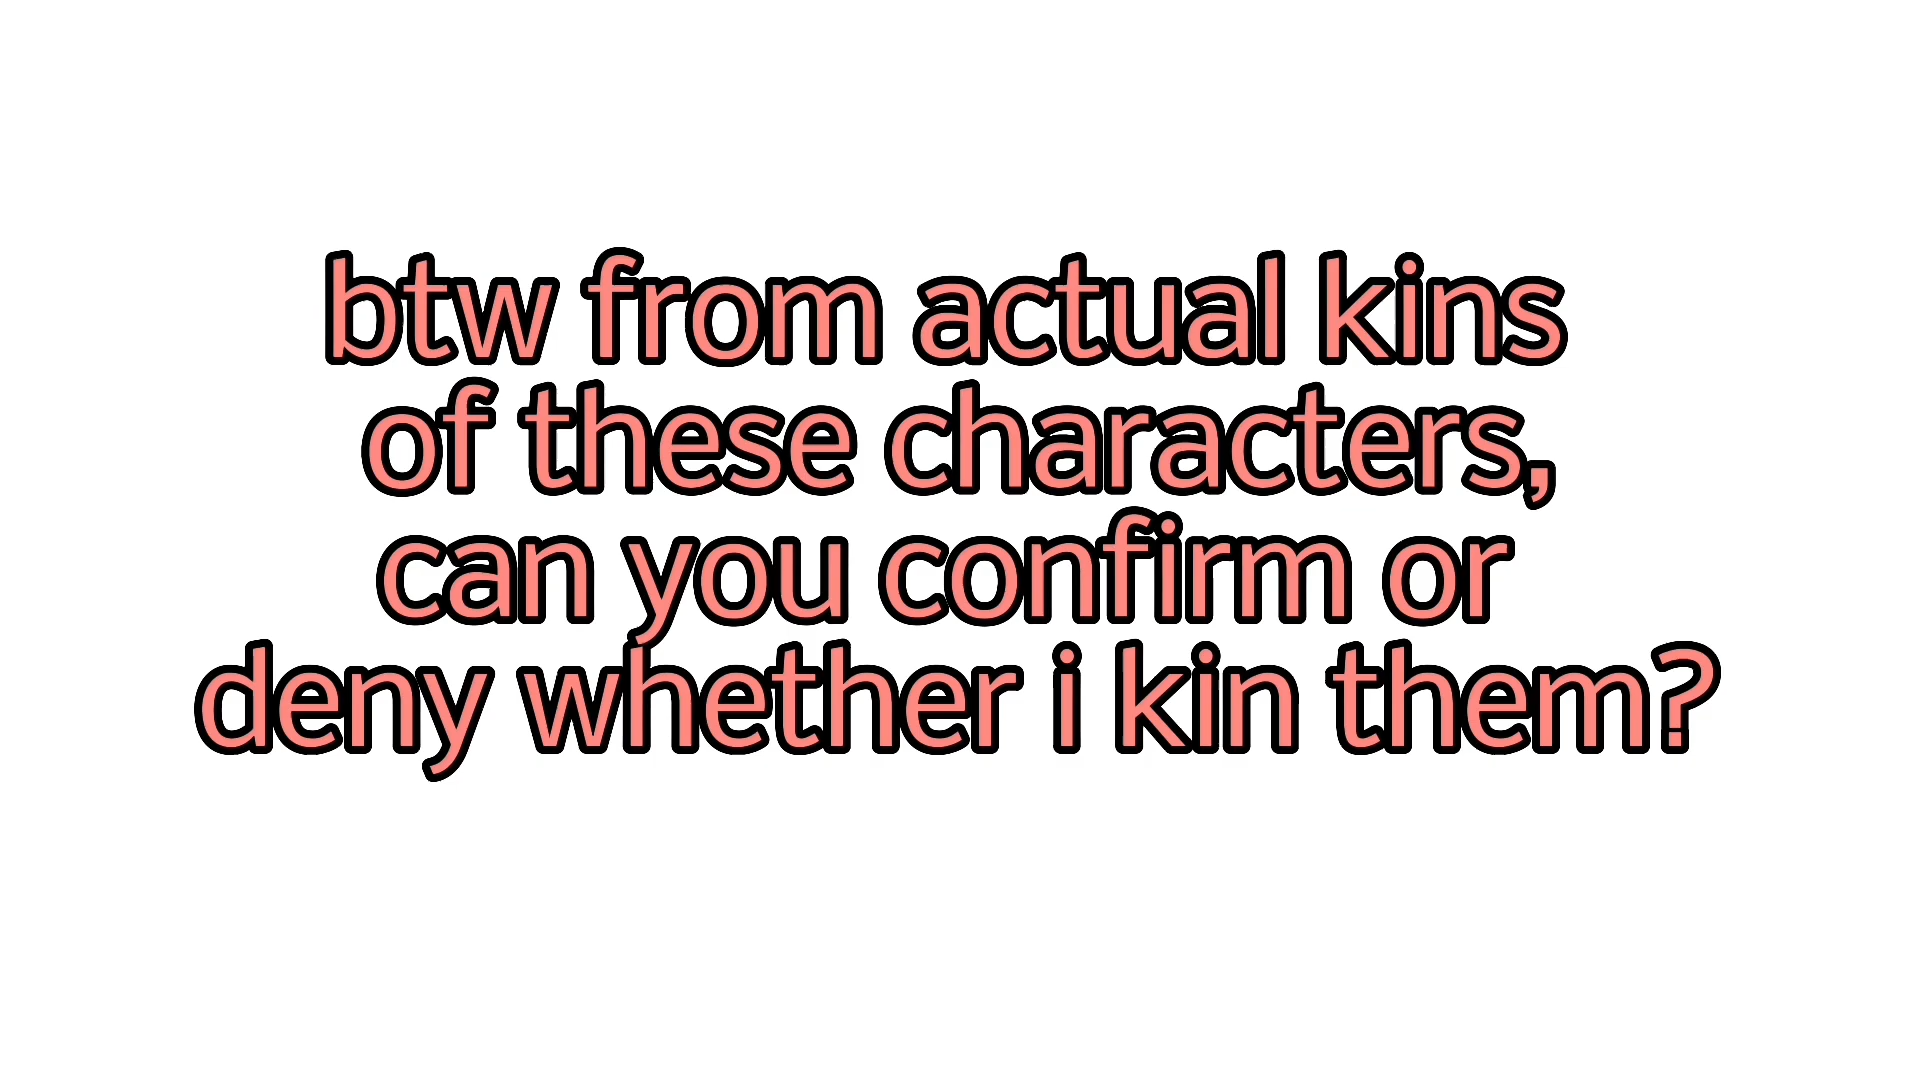 btw from actual kins
of these characters,
can you confirm or
deny whether i kin them?